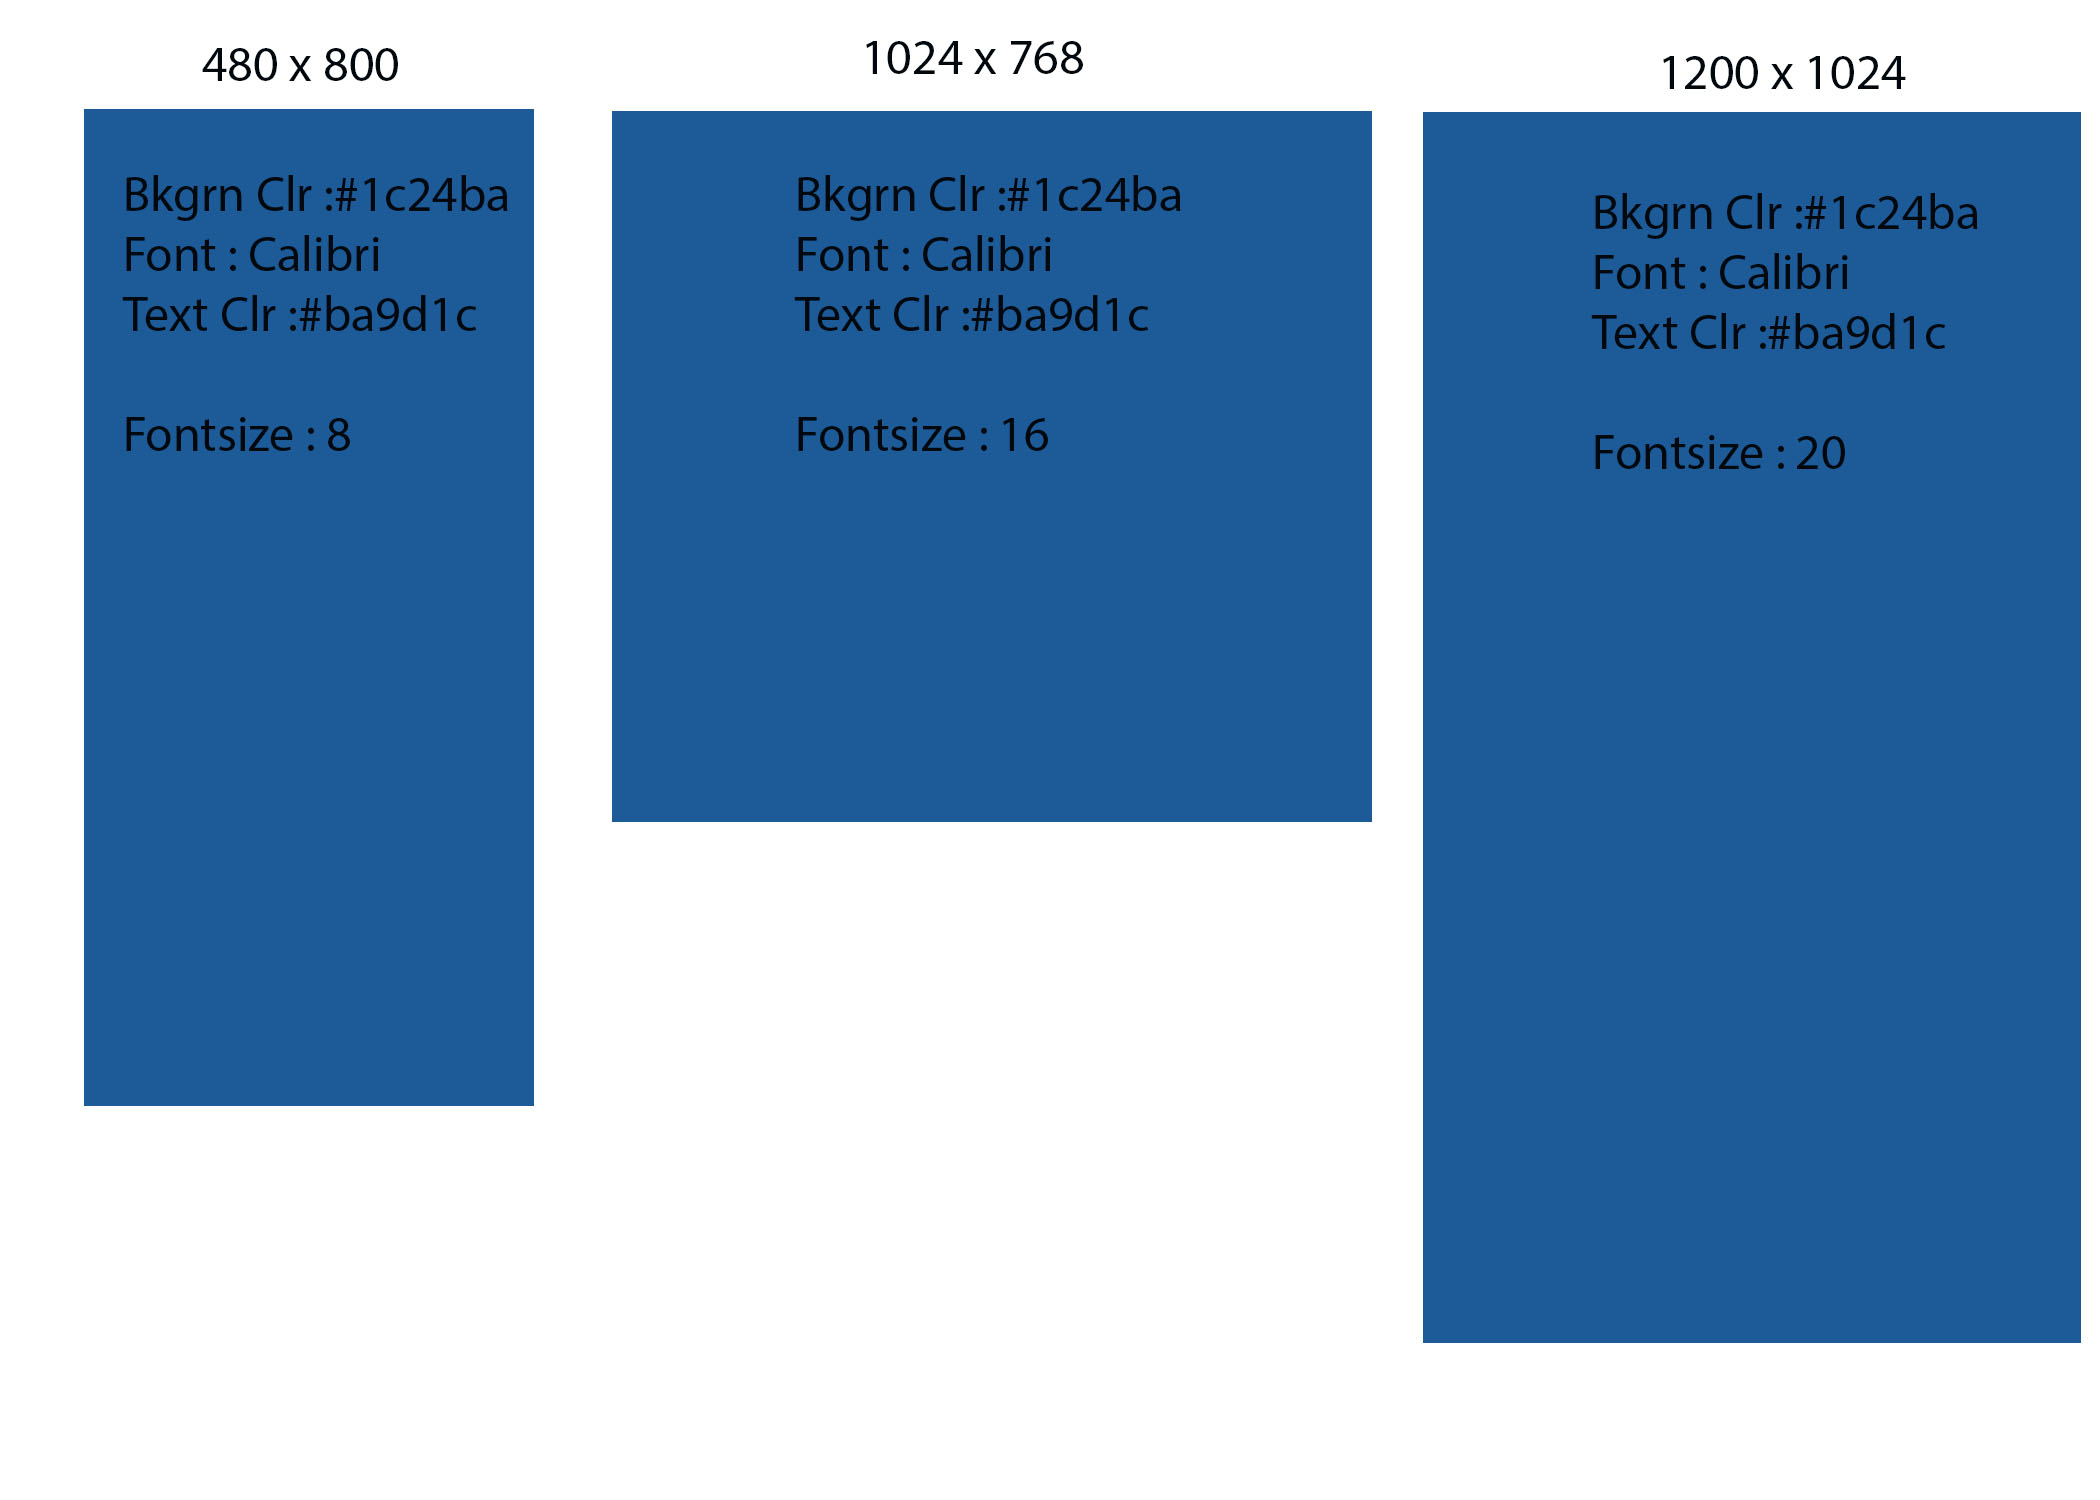 480 x 800
Bkgrn Clr :#1c24ba
Font : Calibri
Text Clr :#ba9d1c
Fontsize : 8
1024 x 768
Bkgrn Clr :#1c24ba
Font : Calibri
Text Clr :#ba9d1c
Fontsize : 16
1200 x 1024
Bkgrn Clr :#1c24ba
Font : Calibri
Text Clr :#ba9d1c
Fontsize : 20